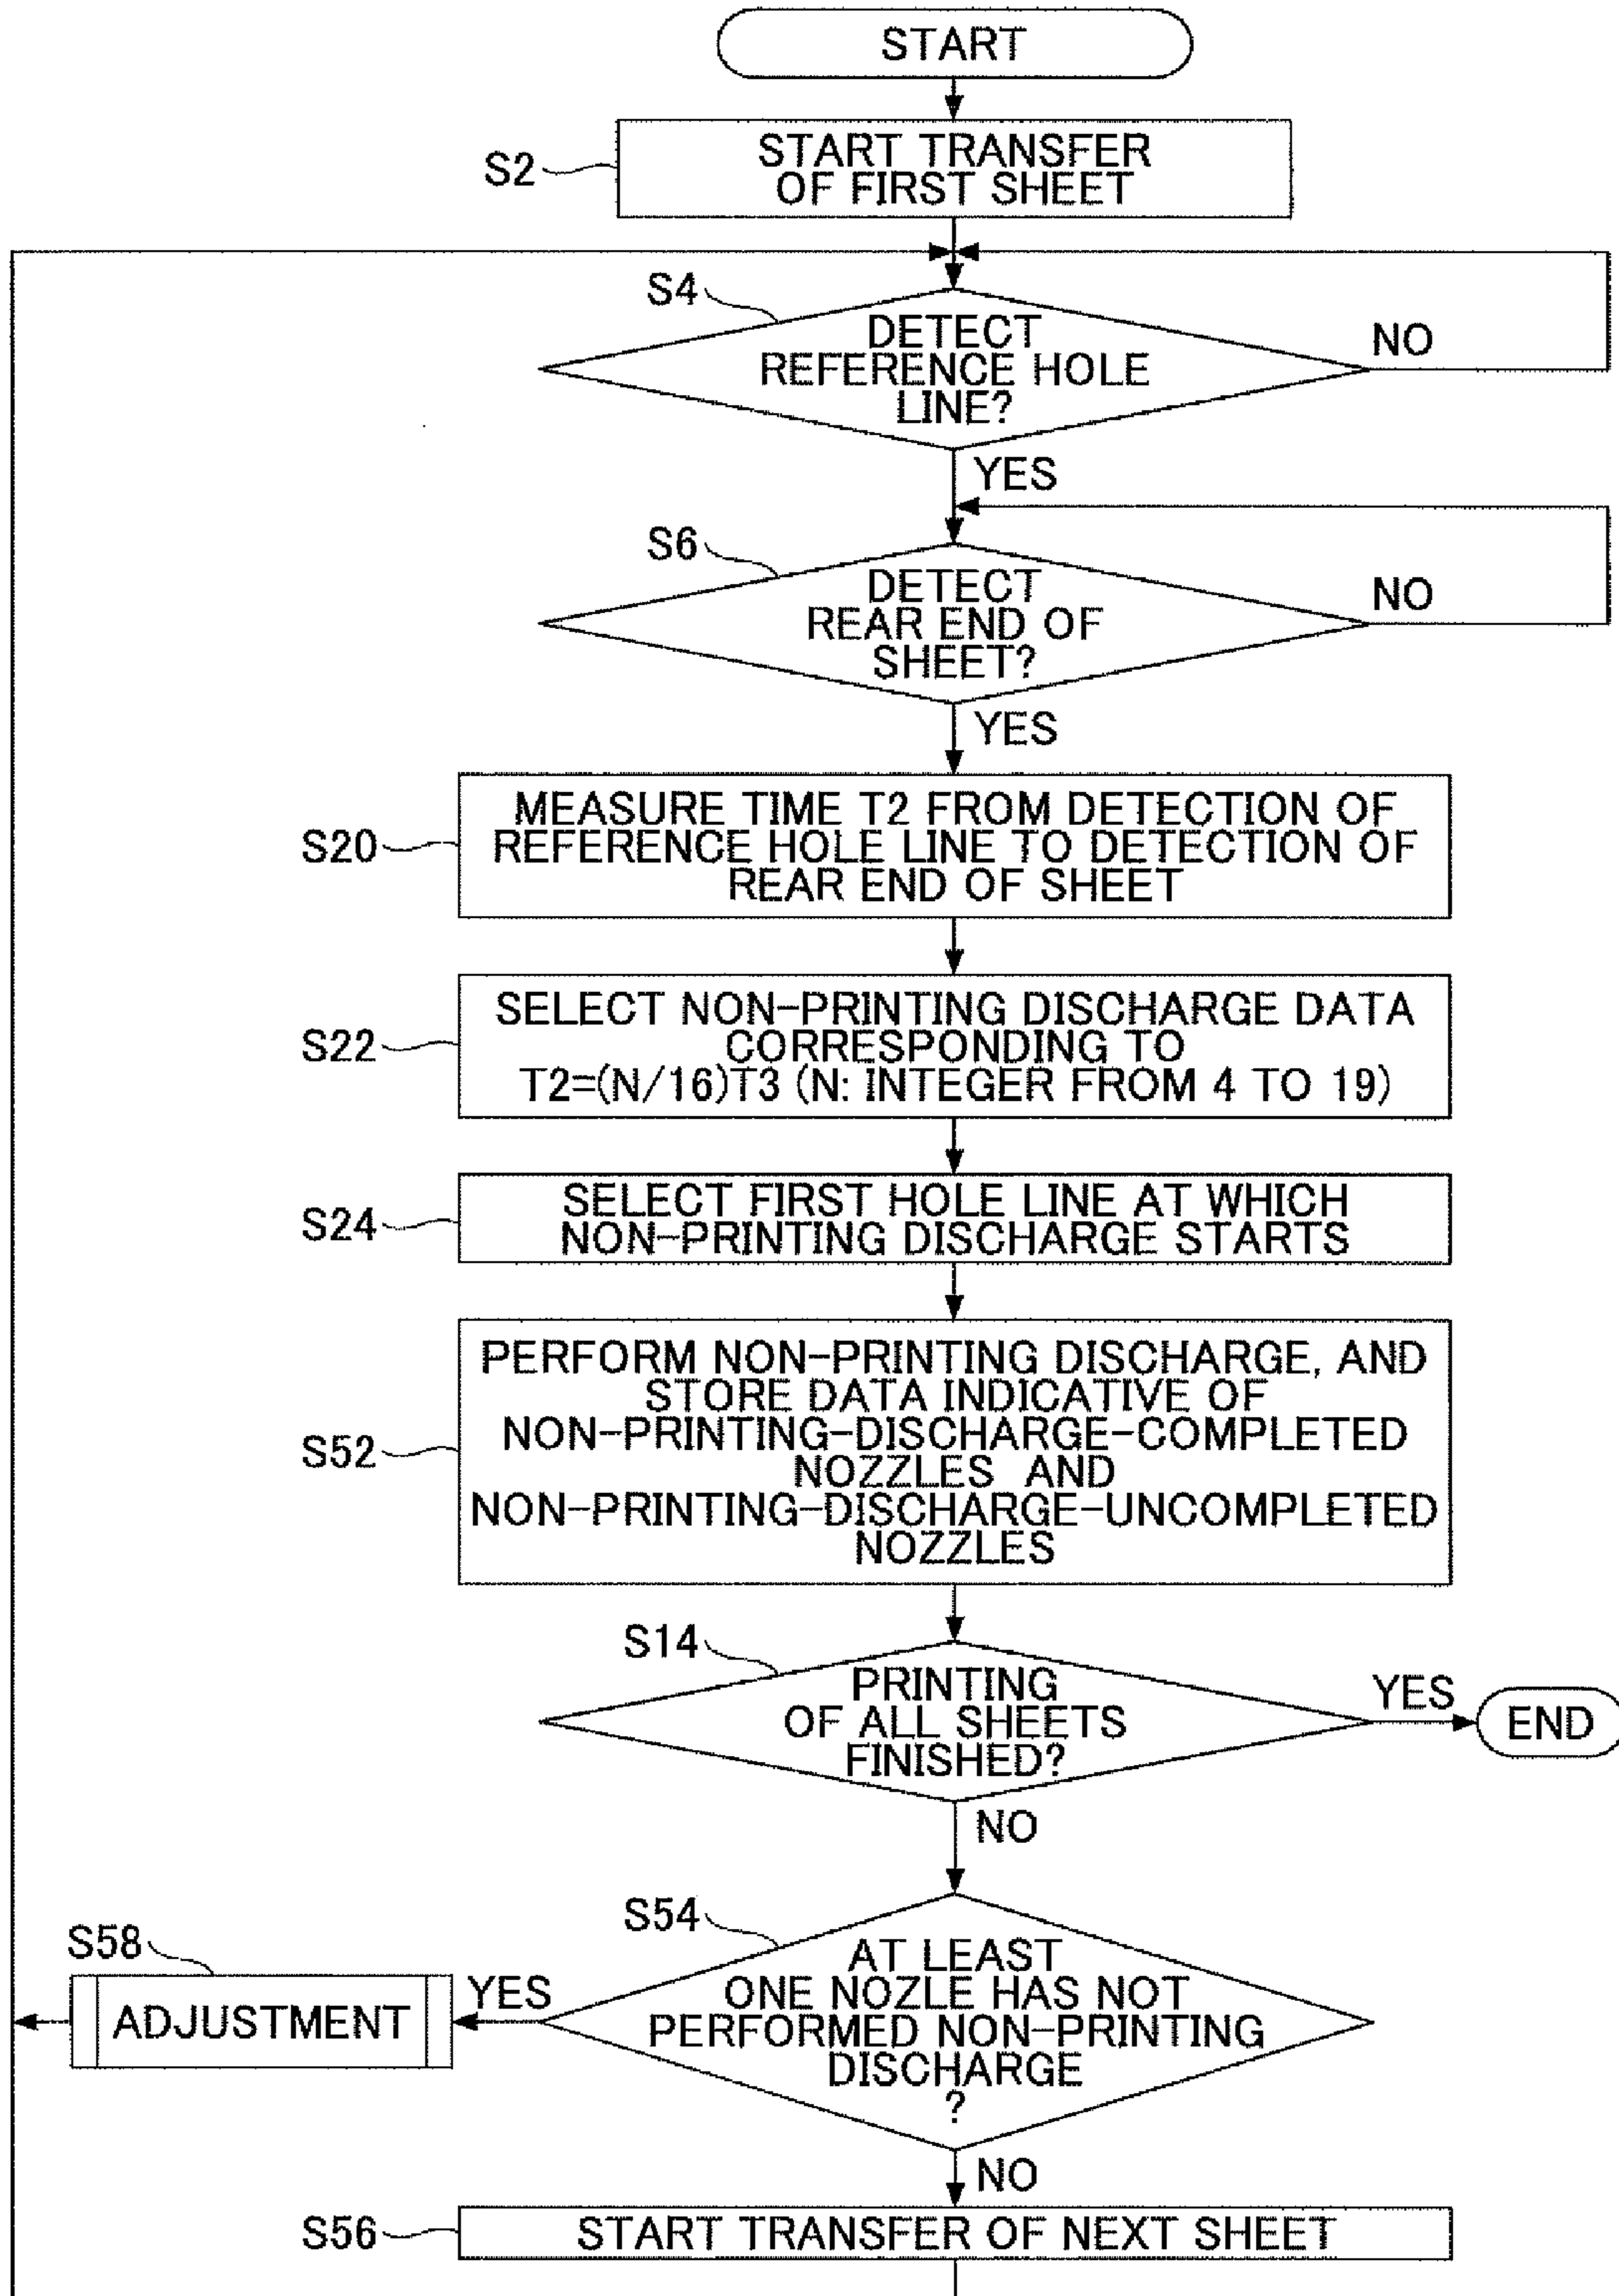 START
S2
START TRANSFER
OF FIRST SHEET
S4
DETECT
REFERENCE HOLE
LINE?
NO
YES
S6
DETECT
REAR END OF
SHEET?
NO
YES
S20
MEASURE TIME T2 FROM DETECTION OF
REFERENCE HOLE LINE TO DETECTION OF
REAR END OF SHEET
S22
SELECT NON-PRINTING DISCHARGE DATA
CORRESPONDING TO
T2=(N/16)T3 (N: INTEGER FROM 4 TO 19)
S24
SELECT FIRST HOLE LINE AT WHICH
NON-PRINTING DISCHARGE STARTS
S52
PERFORM NON-PRINTING DISCHARGE, AND
STORE DATA INDICATIVE OF
NON-PRINTING-DISCHARGE-COMPLETED
NOZZLES AND
NON-PRINTING-DISCHARGE-UNCOMPLETED
NOZZLES
S14
PRINTING
OF ALL SHEETS
FINISHED?
YES
END
NO
S54
AT LEAST
ONE NOZLE HAS NOT
PERFORMED NON-PRINTING
DISCHARGE
?
S58
ADJUSTMENT
YES
NO
S56
START TRANSFER OF NEXT SHEET